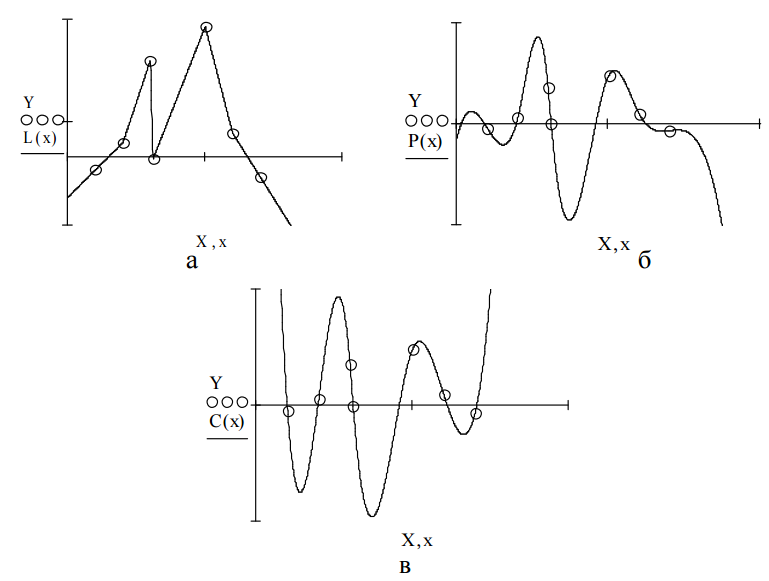 Y
L(x)
X,x
а
Y
P(x)
X,x
б
Y
C(x)
X,x
в